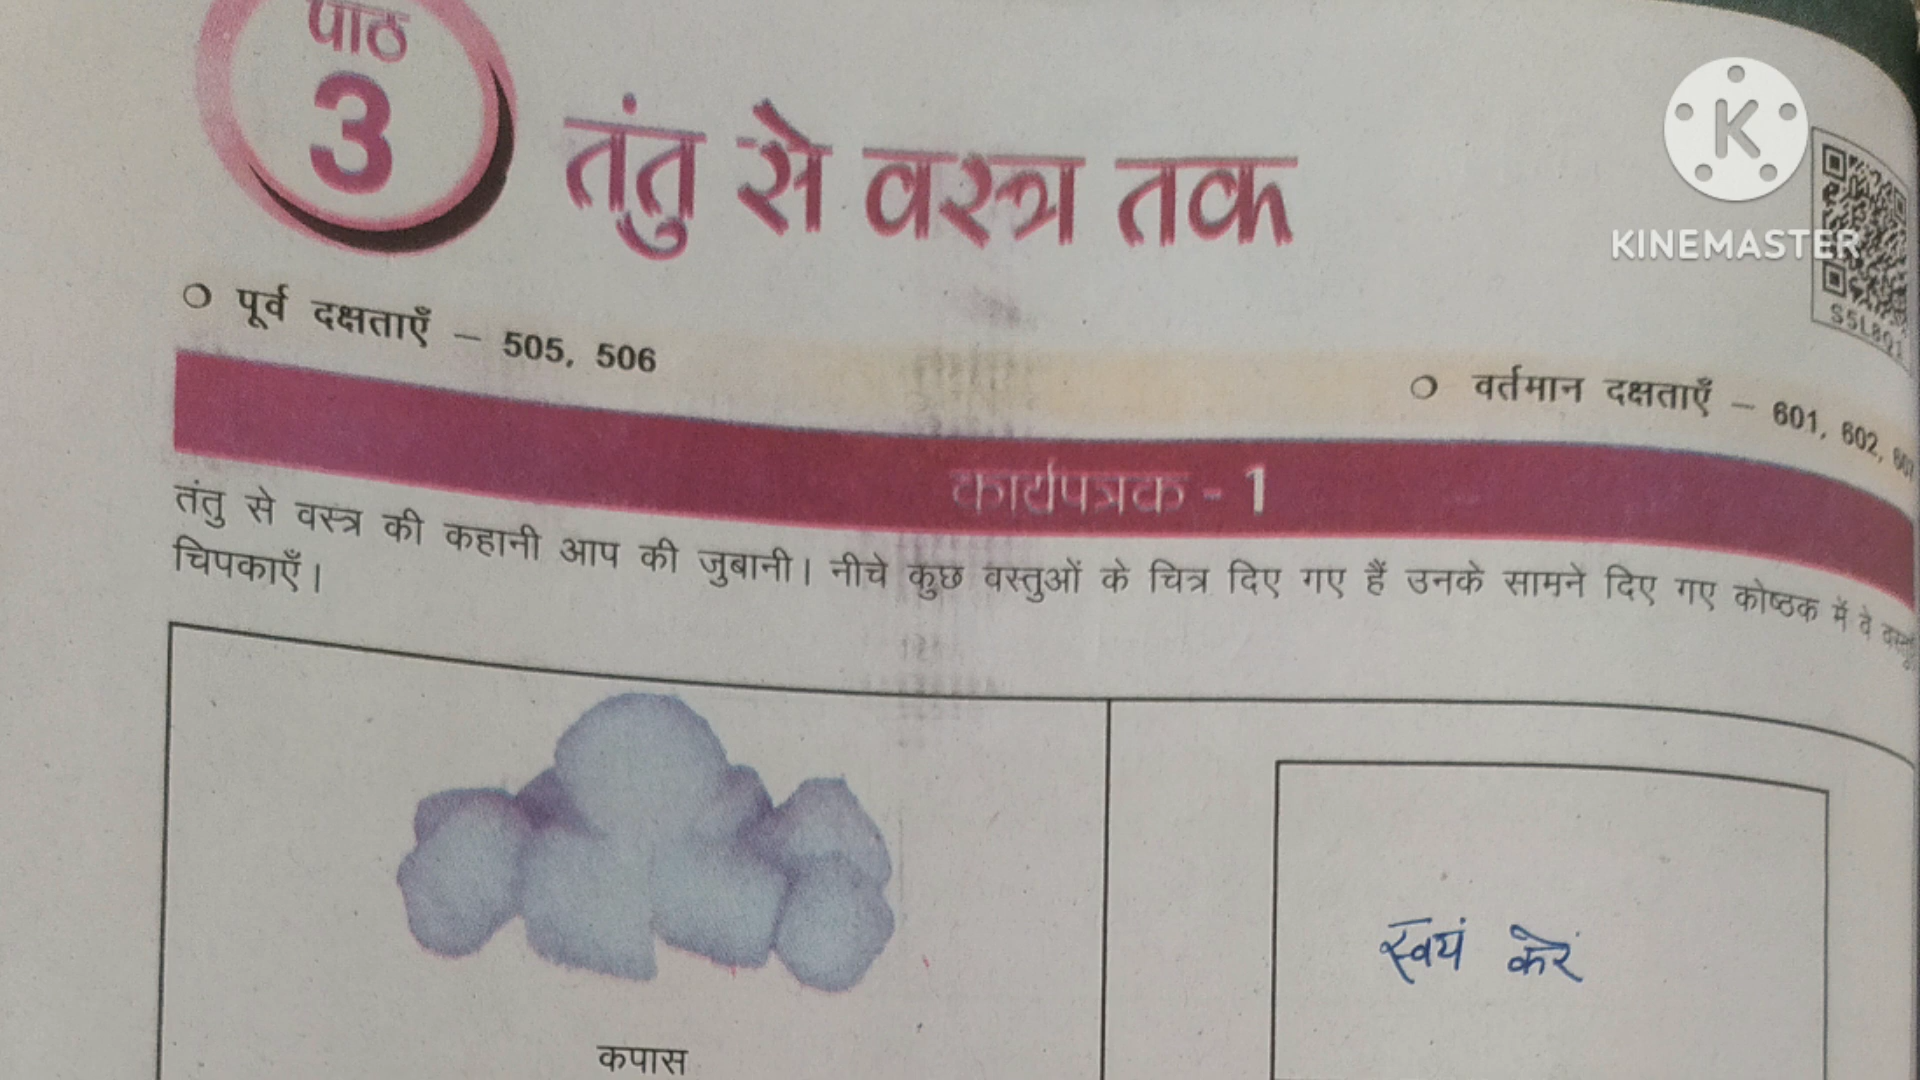 पाठ
3
तंतु से वस्त्र तक
KINEMASTER
S5L8Q1
○ पूर्व दक्षताएँ – 505, 506
○ वर्तमान दक्षताएँ – 601, 602,
कार्यपत्रक - 1
तंतु से वस्त्र की कहानी आप की जुबानी। नीचे कुछ वस्तुओं के चित्र दिए गए हैं उनके सामने दिए गए कोष्ठक में वे
चिपकाएँ।
स्वयं करें
कपास